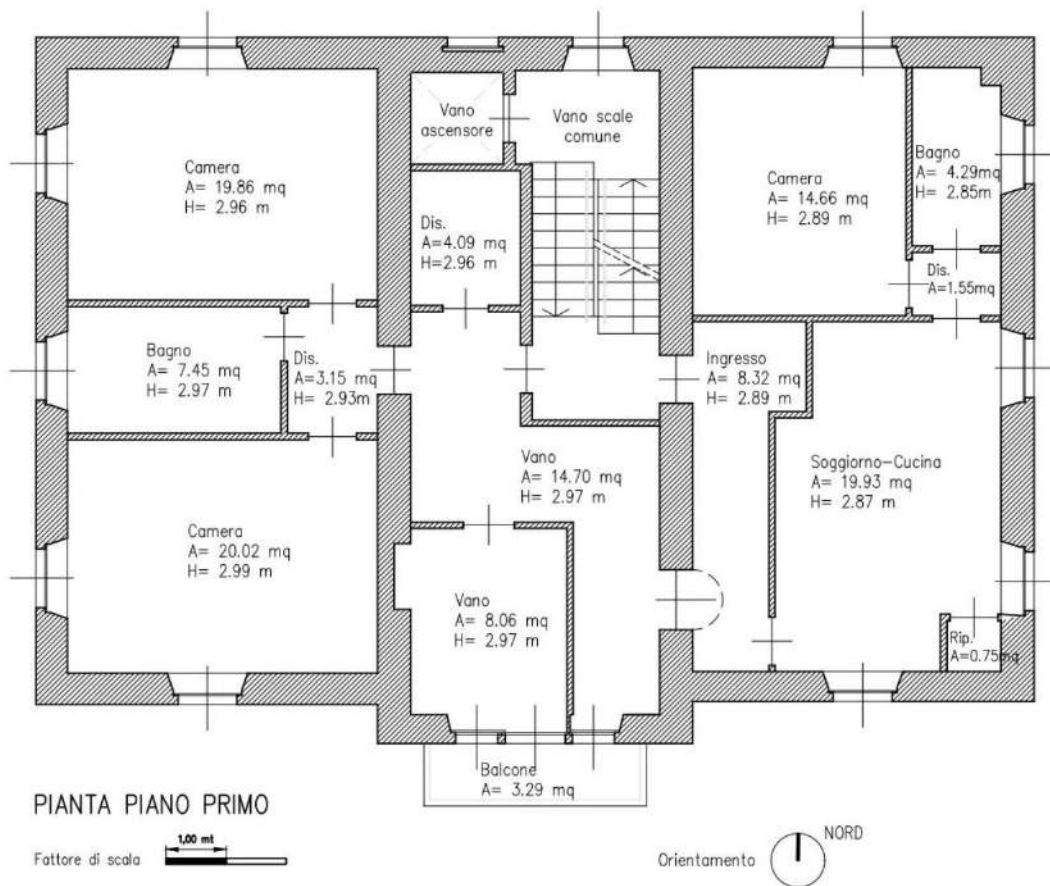 Vano
ascensore
Vano scale
comune
Camera
A= 19.86 mq
H= 2.96 m
Dis.
A=4.09 mq
H=2.96 m
Camera
A= 14.66 mq
H= 2.89 m
Bagno
A= 4.29mq
H= 2.85m
Dis.
A=1.55mq
Bagno
A= 7.45 mq
H= 2.97 m
Dis.
A=3.15 mq
H= 2.93m
Ingresso
A= 8.32 mq
H= 2.89 m
Vano
A= 14.70 mq
H= 2.97 m
Soggiorno-Cucina
A= 19.93 mq
H= 2.87 m
Camera
A= 20.02 mq
H= 2.99 m
Vano
A= 8.06 mq
H= 2.97 m
Rip.
A=0.75mq
Balcone
A= 3.29 mq
PIANTA PIANO PRIMO
1,00 mt
Fattore di scala
NORD
Orientamento